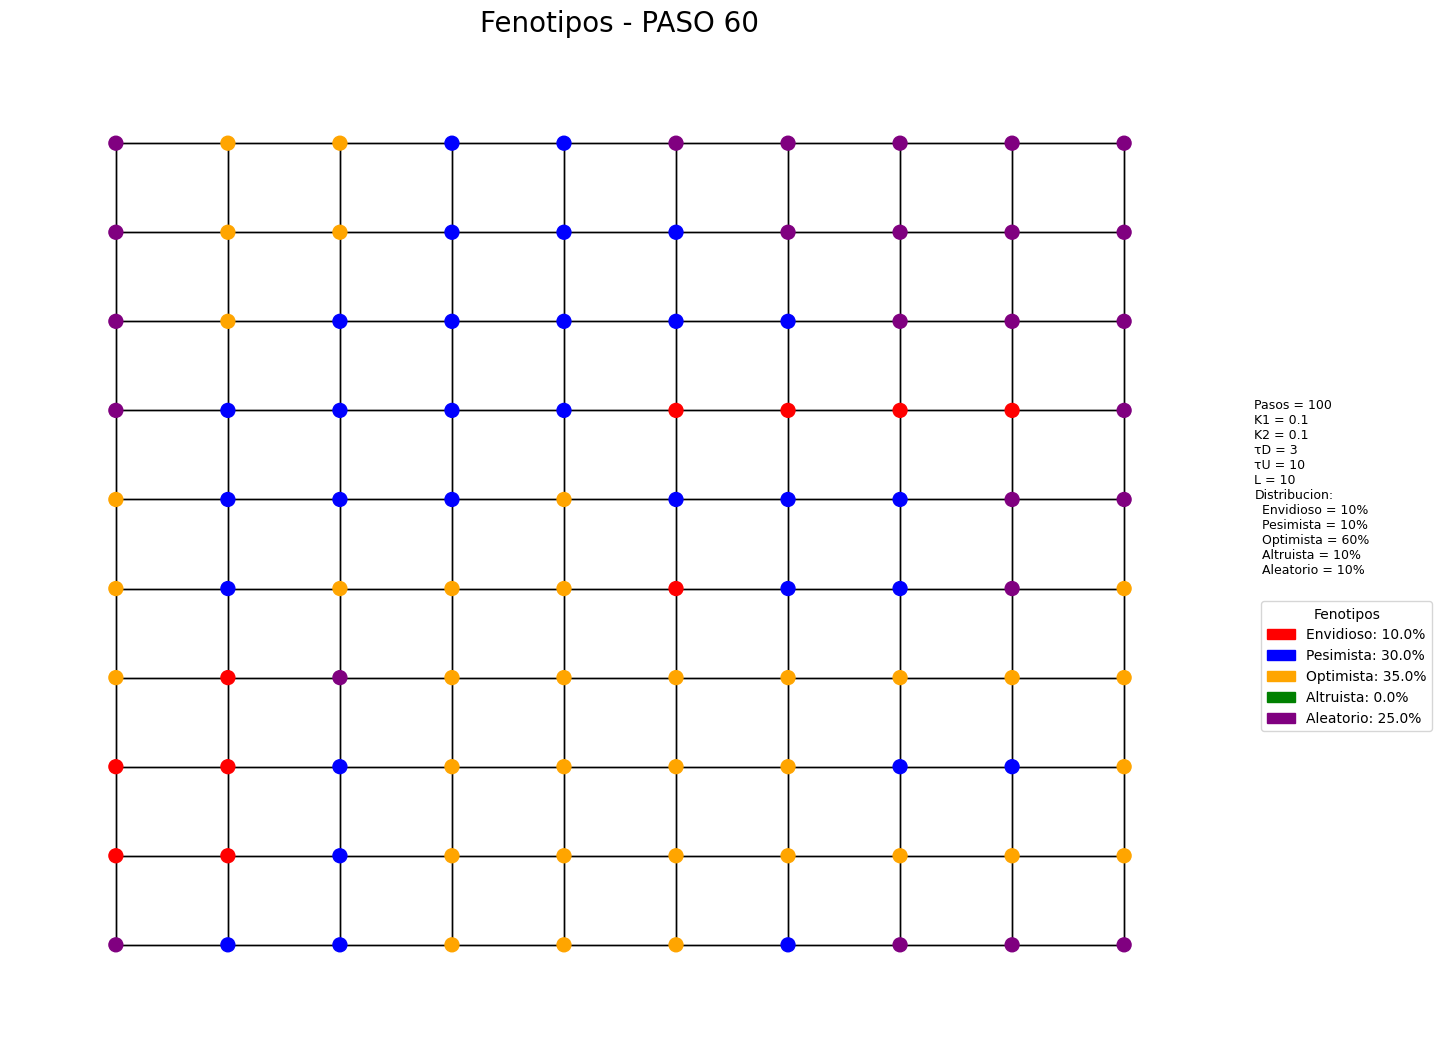 Fenotipos - PASO 60
Pasos = 100
K1 = 0.1
K2 = 0.1
τD = 3
τU = 10
L = 10
Distribucion:
Envidioso = 10%
Pesimista = 10%
Optimista = 60%
Altruista = 10%
Aleatorio = 10%
Fenotipos
Envidioso: 10.0%
Pesimista: 30.0%
Optimista: 35.0%
Altruista: 0.0%
Aleatorio: 25.0%